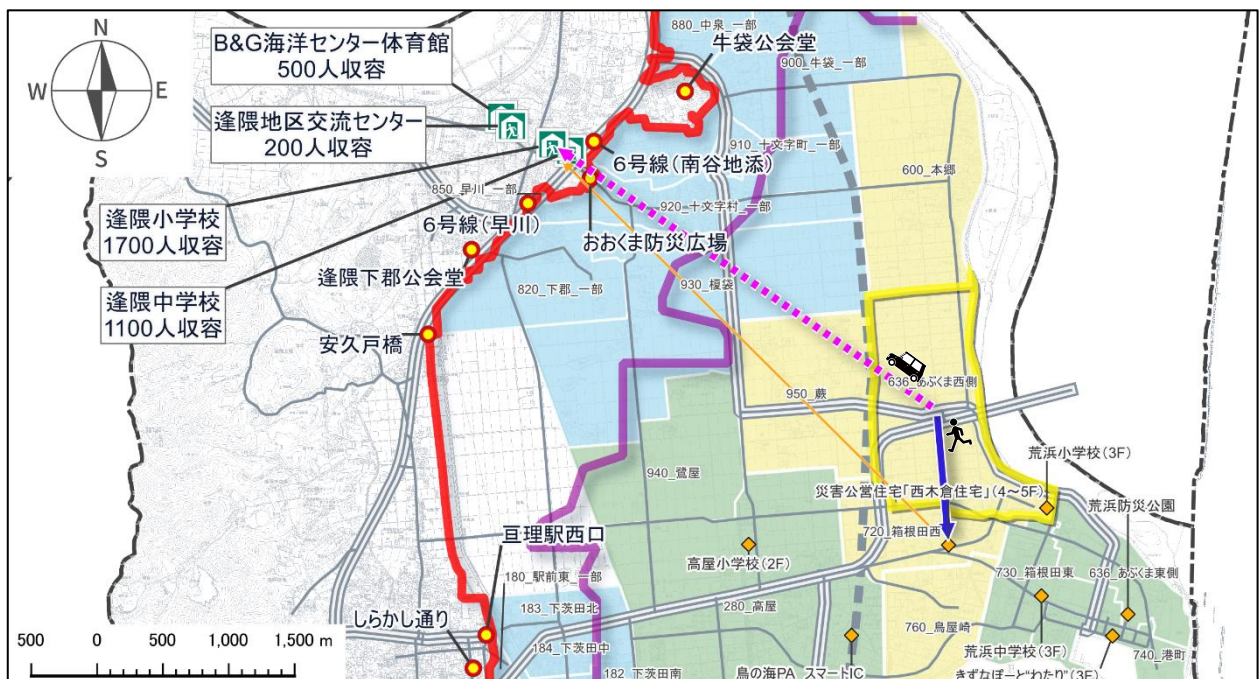 N
W
E
S
B&G海洋センター体育館
500人収容
逢隈地区交流センター
200人収容
逢隈小学校
1700人収容
逢隈中学校
1100人収容
880_中泉_一部
牛袋公会堂
900_牛袋_一部
910_十文字町_一部
6号線(南谷地添)
600_本郷
850_早川_一部
920_十文字村_一部
6号線(早川)
おおくま防災広場
逢隈下郡公会堂
820_下郡_一部
930_榎袋
安久戸橋
950_蕨
636_あぶくま西側
940_鷺屋
荒浜小学校(3F)
災害公営住宅「西木倉住宅」(4～5F)
荒浜防災公園
720_箱根田西
亘理駅西口
高屋小学校(2F)
180_駅前東_一部
730_箱根田東
636_あぶくま東側
183_下茨田北
280_高屋
しらかし通り
760_鳥屋崎
184_下茨田中
荒浜中学校(3F)
740_港町
182_下茨田南
鳥の海PA スマートIC
きずなぽーと"わたり"(3F)
500 0 500 1,000 1,500 m